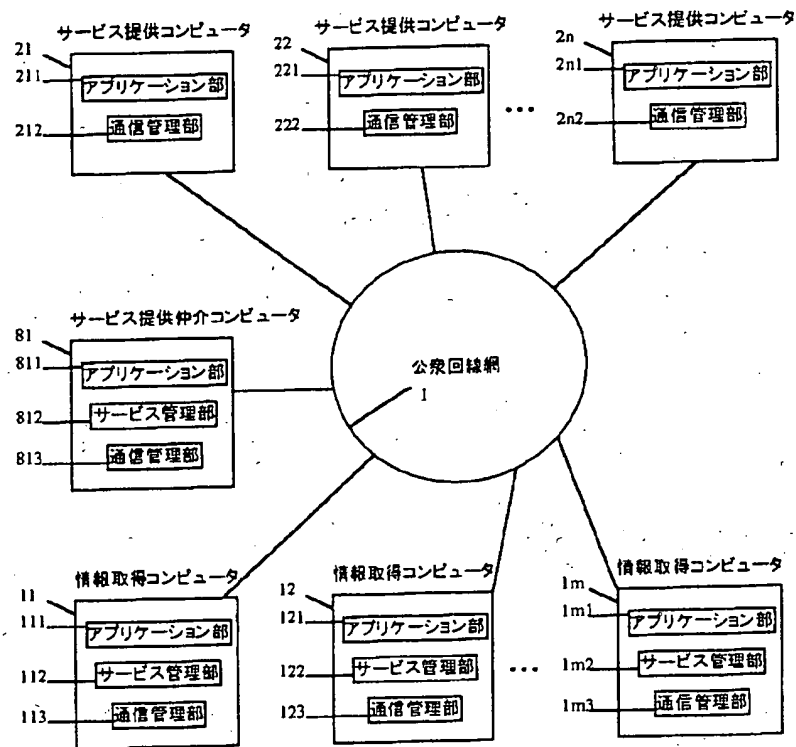 サービス提供コンピュータ
21
211
アプリケーション部
212
通信管理部
サービス提供コンピュータ
22
221
アプリケーション部
222
通信管理部
...
サービス提供コンピュータ
2n
2n1
アプリケーション部
2n2
通信管理部
サービス提供仲介コンピュータ
81
811
アプリケーション部
812
サービス管理部
813
通信管理部
公衆回線網
1
情報取得コンピュータ
11
111
アプリケーション部
112
サービス管理部
113
通信管理部
情報取得コンピュータ
12
121
アプリケーション部
122
サービス管理部
123
通信管理部
...
情報取得コンピュータ
1m
1m1
アプリケーション部
1m2
サービス管理部
1m3
通信管理部